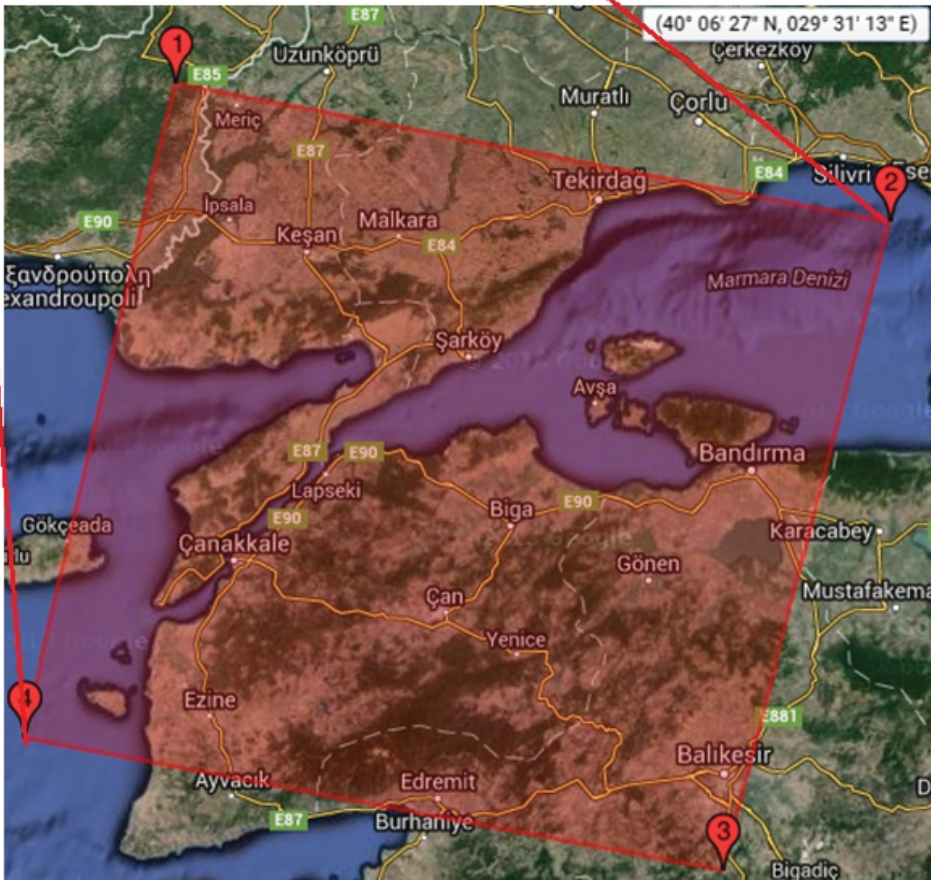 E87
(40° 06' 27" N, 029° 31' 13" E)
1
Uzunköprü
Çerkezköy
E85
Muratlı
Çorlu
Meriç
E87
Tekirdağ
E84
Silivri
2
İpsala
E90
Malkara
Keşan
E84
ξανδρούπολη
exandroupoli
Marmara Denizi
Şarköy
Avşa
E87
E90
Bandırma
Lapseki
E90
Biga
E90
Gökçeada
Karacabey
Çanakkale
Gönen
Çan
Mustafakema
Yenice
4
Ezine
E881
Balıkesir
Ayvacık
Edremit
D
E87
Burhaniye
3
Bigadiç